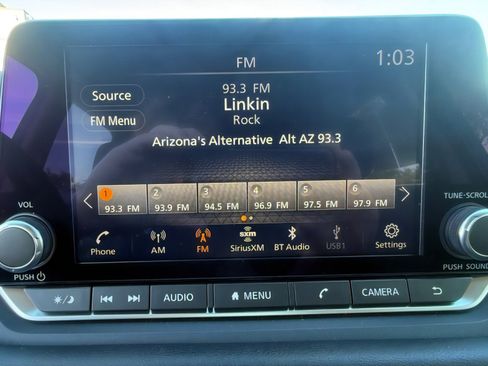 FM
1:03
93.3 FM
Source
Linkin
Rock
FM Menu
Arizona's Alternative Alt AZ 93.3
1 2 3 4 5 6
93.3 FM 93.9 FM 94.5 FM 96.9 FM 97.5 FM 97.9 FM
VOL
TUNE-SCROLL
sxm
Phone AM FM SiriusXM BT Audio USB1 Settings
PUSH
PUSH SOUND
AUDIO MENU CAMERA